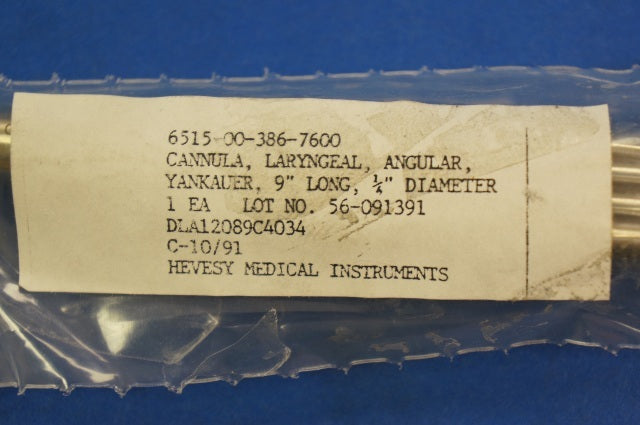 6515-00-386-7600
CANNULA, LARYNGEAL, ANGULAR,
YANKAUER, 9" LONG, ¼" DIAMETER
1 EA LOT NO. 56-091391
DLA12089C4034
C-10/91
HEVESY MEDICAL INSTRUMENTS